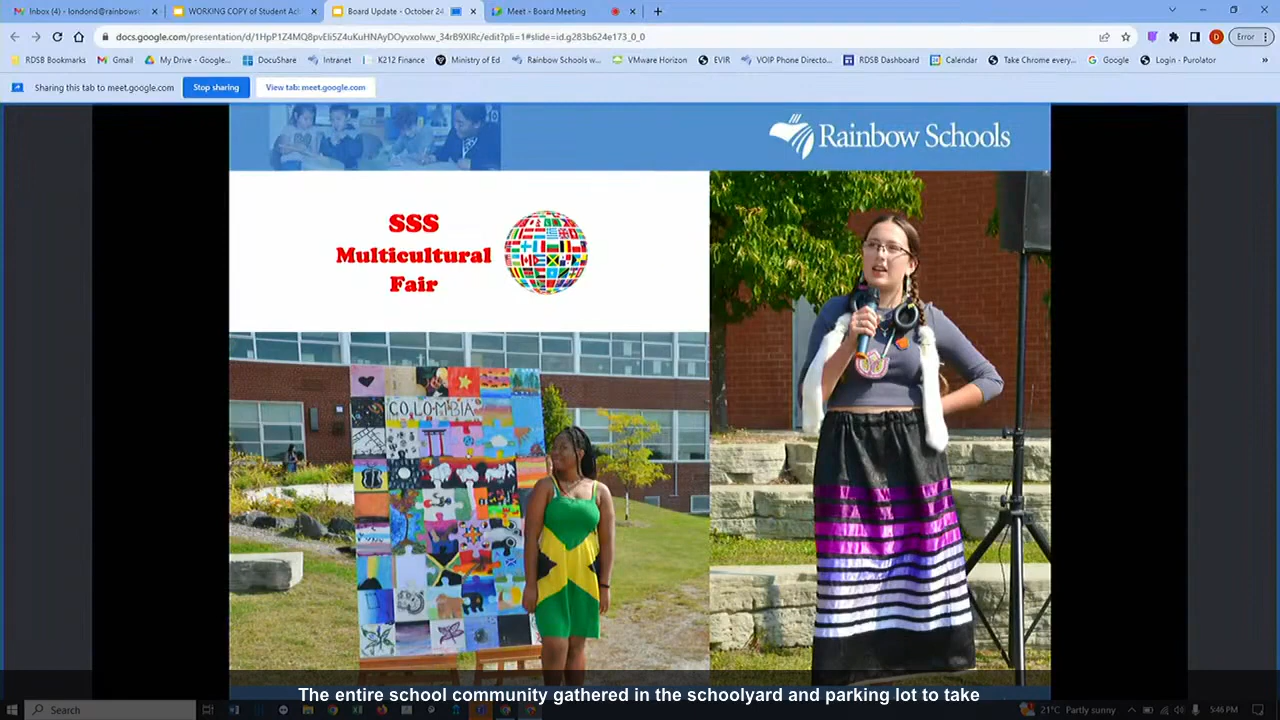 Inbox (4) - londond@rainbows
WORKING COPY of Student Ac
Board Update - October 24
Meet - Board Meeting
docs.google.com/presentation/d/
edit?pli=1#slide=id.g283b624e173_0_0
Error
RDSB Bookmarks
Gmail
My Drive - Google...
DocuShare
Intranet
K212 Finance
Ministry of Ed
Rainbow Schools w...
VMware Horizon
EVIR
VOIP Phone Directo...
RDSB Dashboard
Calendar
Take Chrome every...
Google
Login - Purolator
Sharing this tab to meet.google.com
Stop sharing
View tab: meet.google.com
Rainbow Schools
SSS
Multicultural
Fair
COLOMBIA
The entire school community gathered in the schoolyard and parking lot to take
Search
21°C Partly sunny
5:46 PM